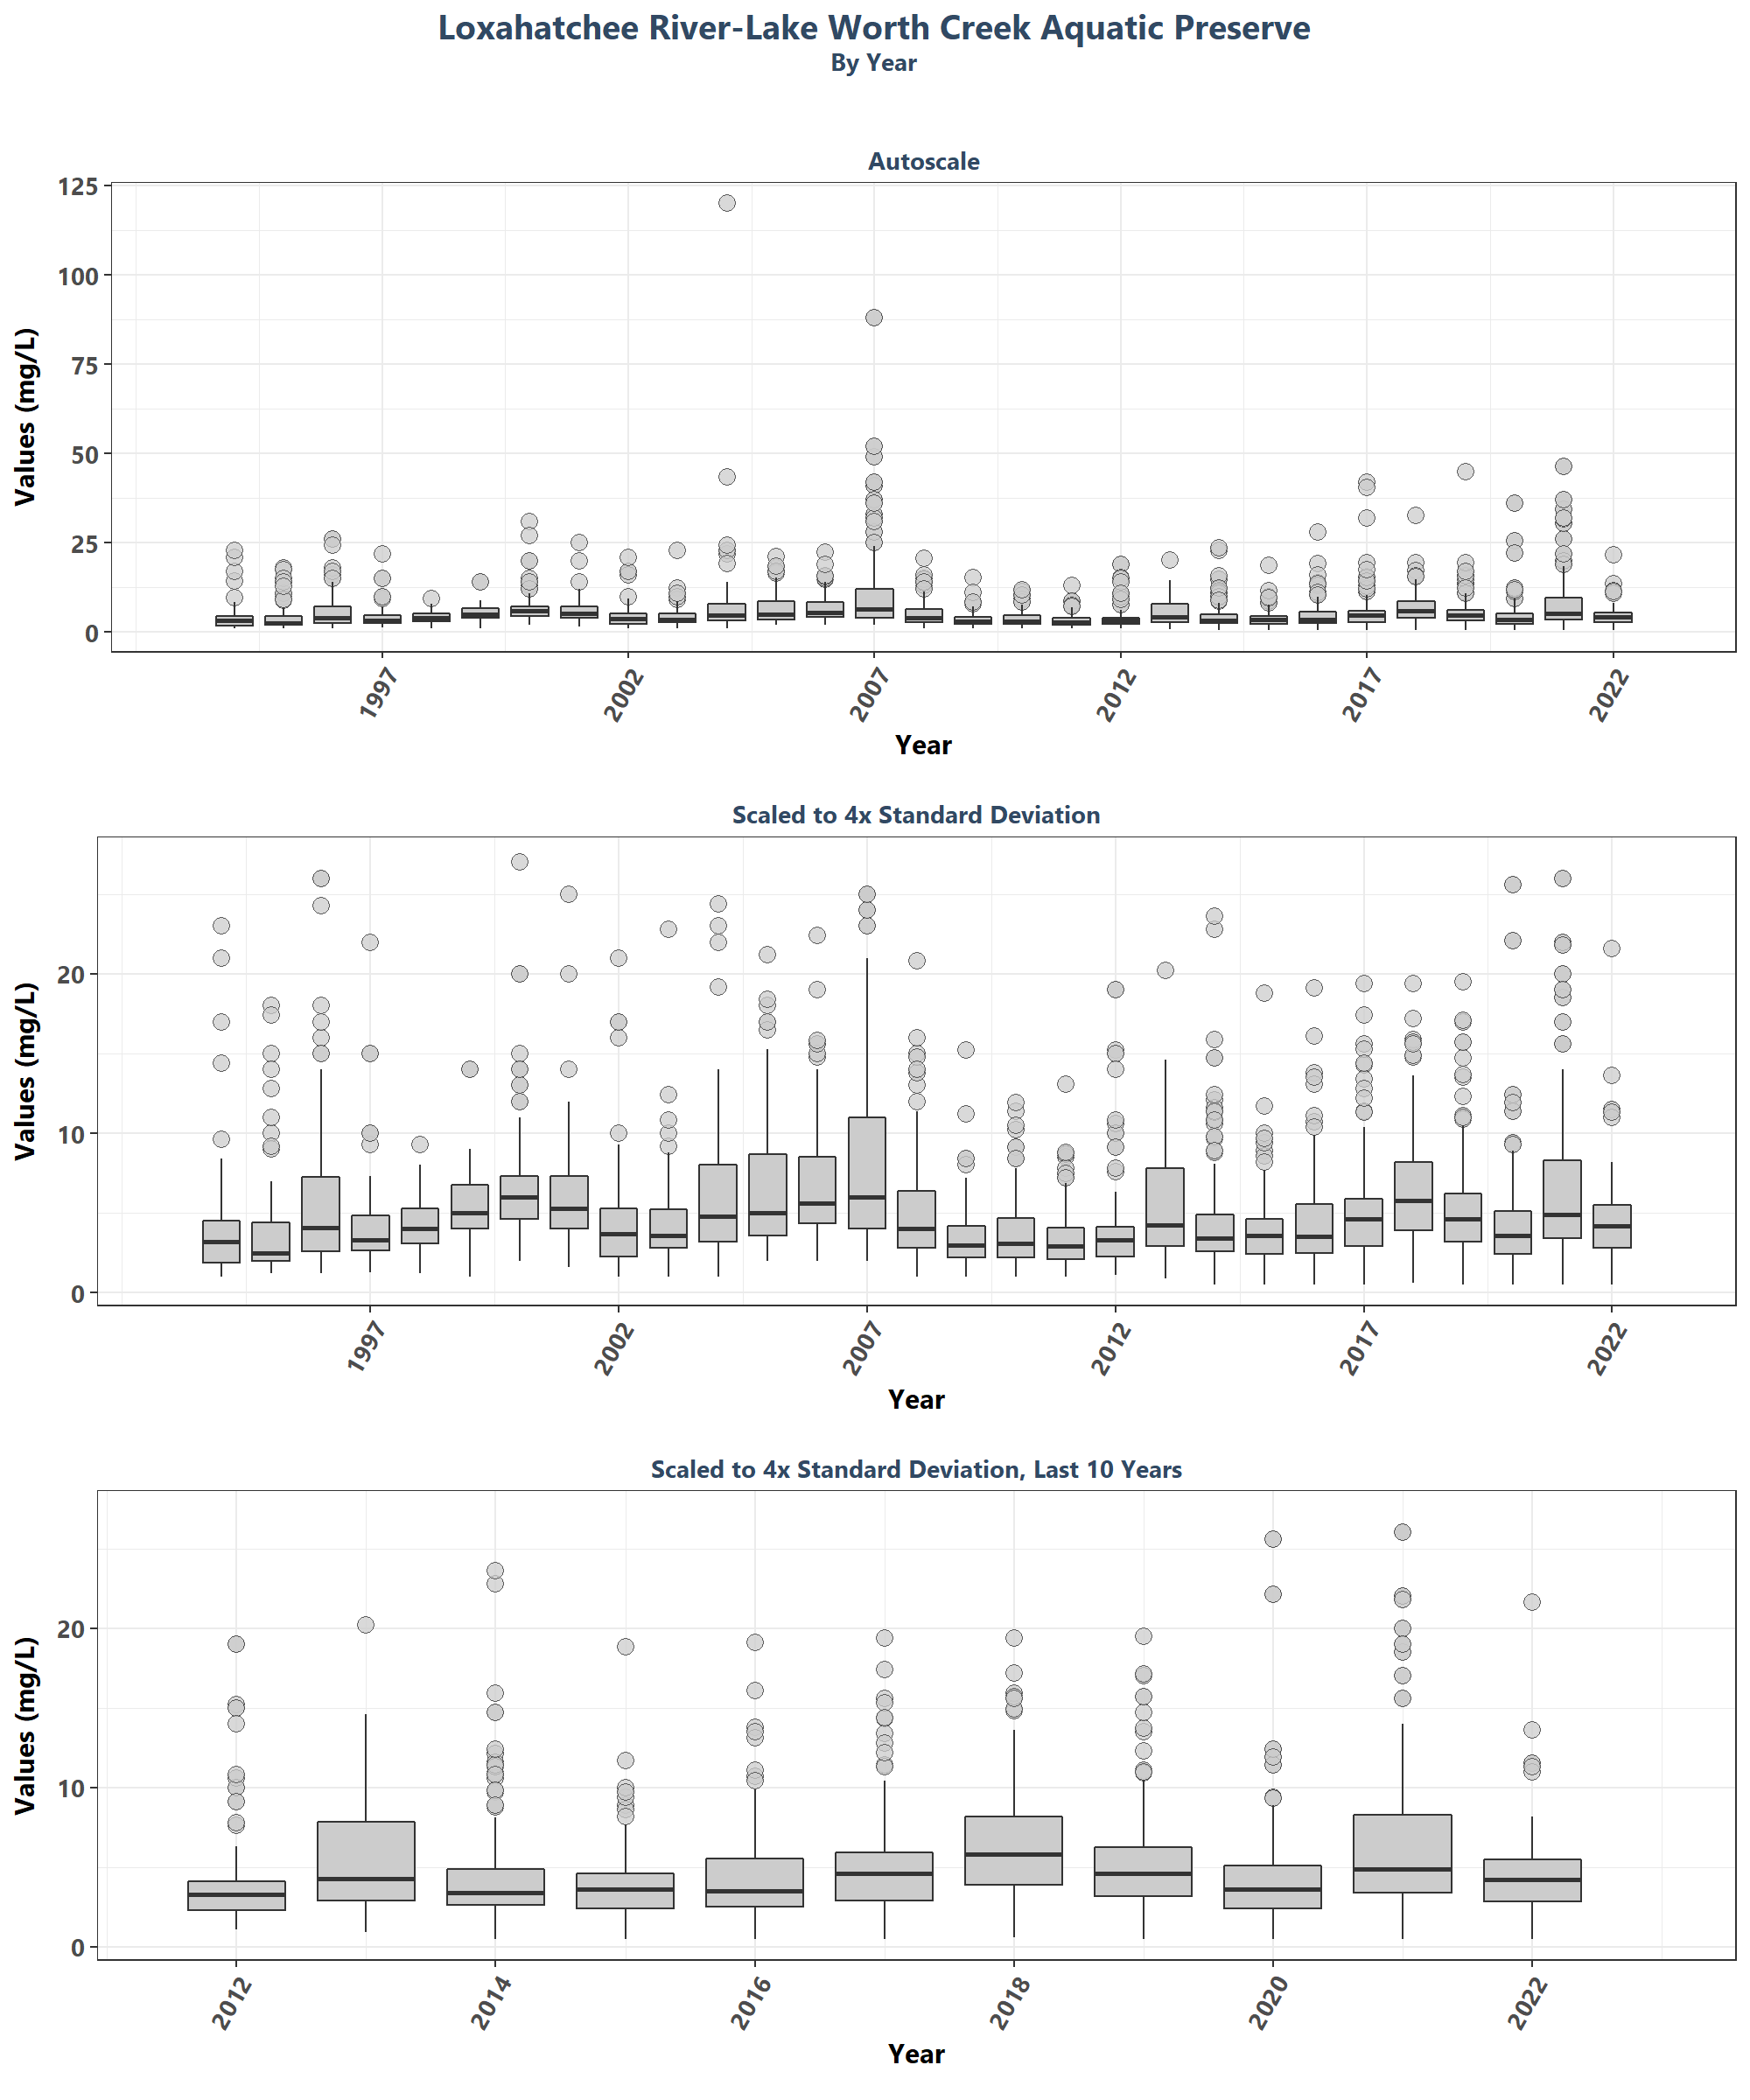 Loxahatchee River-Lake Worth Creek Aquatic Preserve
By Year
Autoscale
Values (mg/L)
125
100
75
50
25
0
1997
2002
2007
2012
2017
2022
Year
Scaled to 4x Standard Deviation
Values (mg/L)
20
10
0
1997
2002
2007
2012
2017
2022
Year
Scaled to 4x Standard Deviation, Last 10 Years
Values (mg/L)
20
10
0
2012
2014
2016
2018
2020
2022
Year